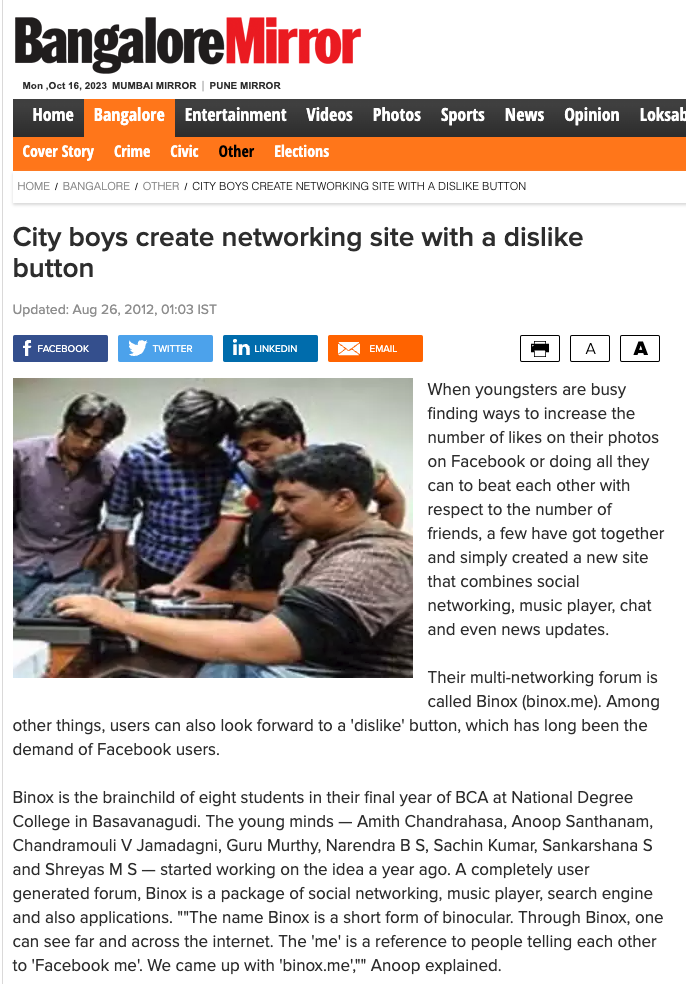 BangaloreMirror
Mon ,Oct 16, 2023 MUMBAI MIRROR | PUNE MIRROR
Home Bangalore Entertainment Videos Photos Sports News Opinion Loksab
Cover Story Crime Civic Other Elections
HOME / BANGALORE / OTHER / CITY BOYS CREATE NETWORKING SITE WITH A DISLIKE BUTTON
City boys create networking site with a dislike
button
Updated: Aug 26, 2012, 01:03 IST
f FACEBOOK TWITTER in LINKEDIN EMAIL A A
When youngsters are busy
finding ways to increase the
number of likes on their photos
on Facebook or doing all they
can to beat each other with
respect to the number of
friends, a few have got together
and simply created a new site
that combines social
networking, music player, chat
and even news updates.
Their multi-networking forum is
called Binox (binox.me). Among
other things, users can also look forward to a 'dislike' button, which has long been the
demand of Facebook users.
Binox is the brainchild of eight students in their final year of BCA at National Degree
College in Basavanagudi. The young minds — Amith Chandrahasa, Anoop Santhanam,
Chandramouli V Jamadagni, Guru Murthy, Narendra B S, Sachin Kumar, Sankarshana S
and Shreyas M S — started working on the idea a year ago. A completely user
generated forum, Binox is a package of social networking, music player, search engine
and also applications. ""The name Binox is a short form of binocular. Through Binox, one
can see far and across the internet. The 'me' is a reference to people telling each other
to 'Facebook me'. We came up with 'binox.me',"" Anoop explained.